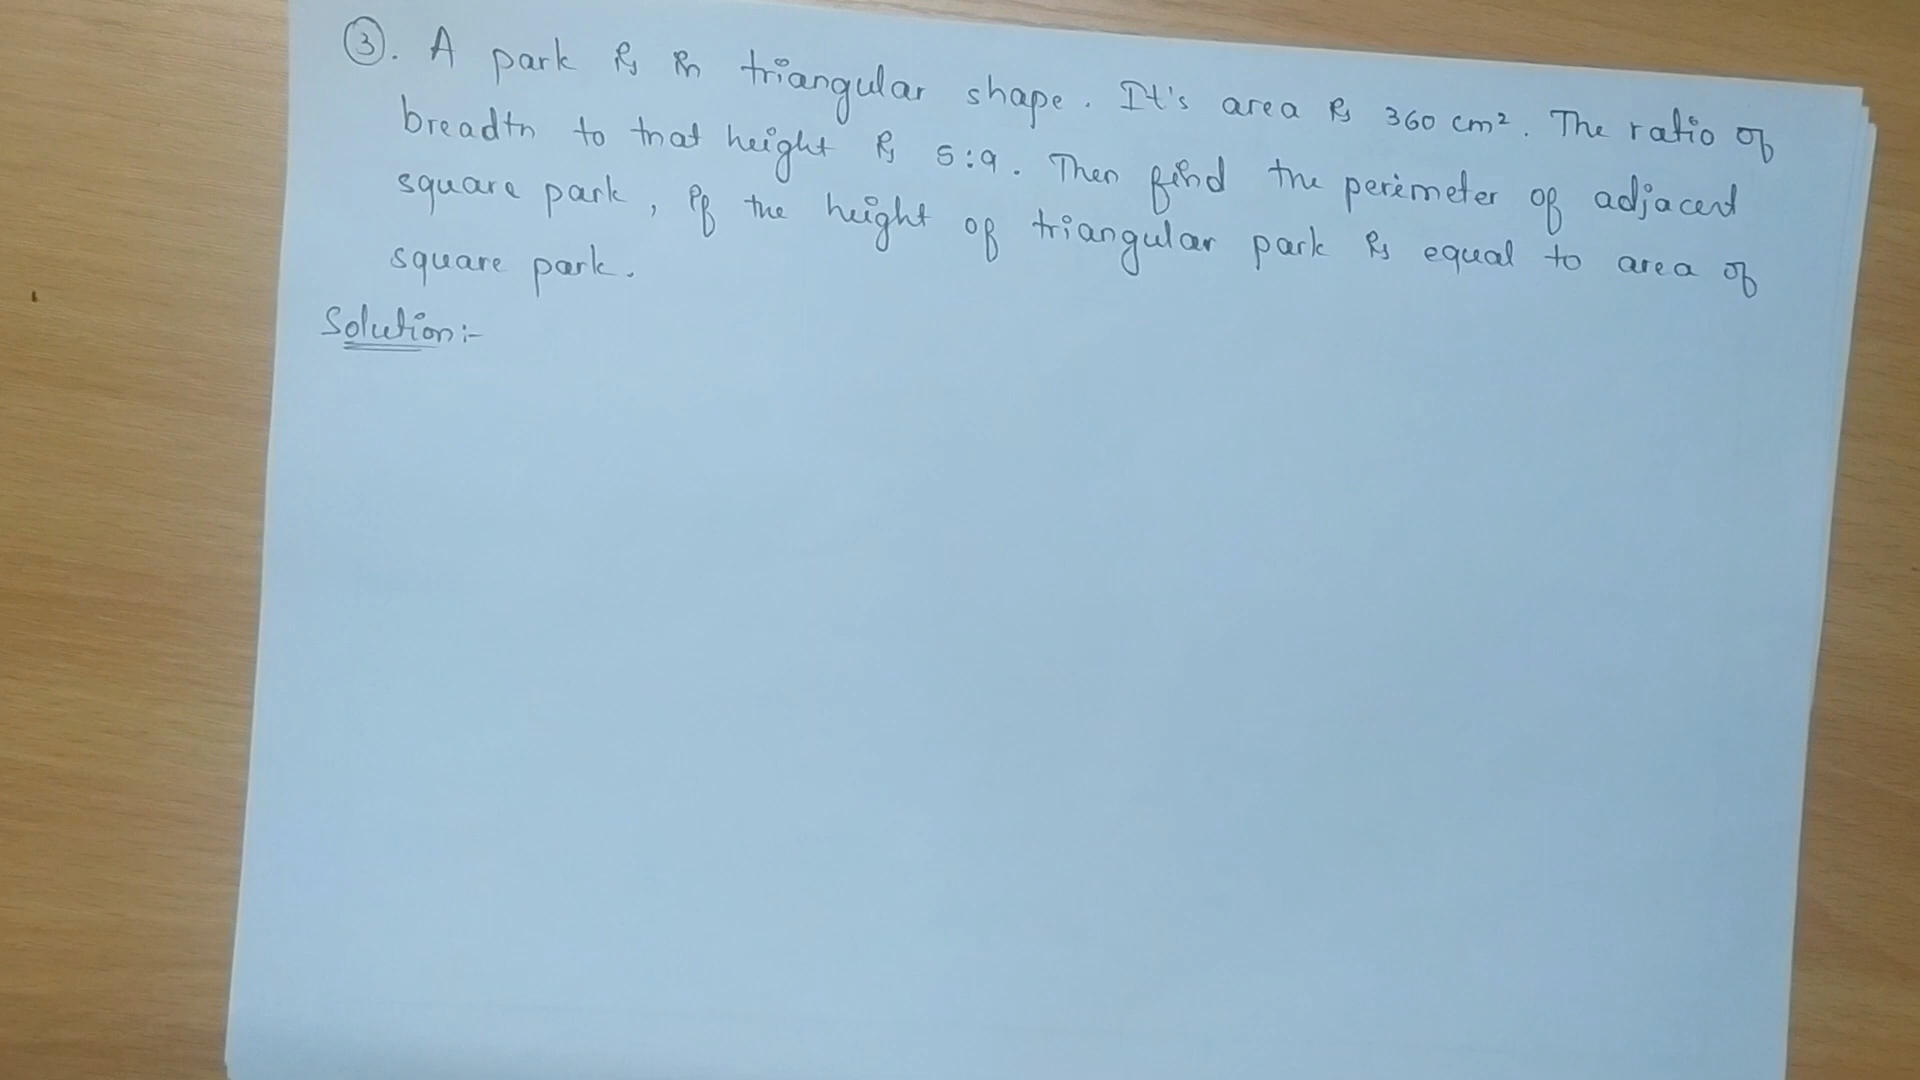 3. A park is in triangular shape. It's area is 360 cm². The ratio of
breadth to that height is 5:9. Then find the perimeter of adjacent
square park, if the height of triangular park is equal to area of
square park.
Solution:-